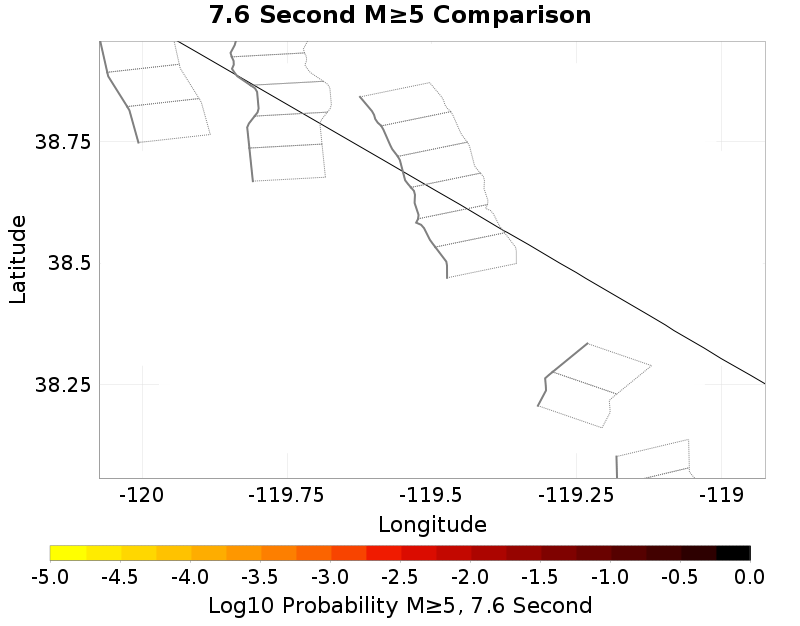 7.6 Second M≥5 Comparison
38.75
38.5
38.25
Latitude
-120 -119.75 -119.5 -119.25 -119
Longitude
-5.0 -4.5 -4.0 -3.5 -3.0 -2.5 -2.0 -1.5 -1.0 -0.5 0.0
Log10 Probability M≥5, 7.6 Second